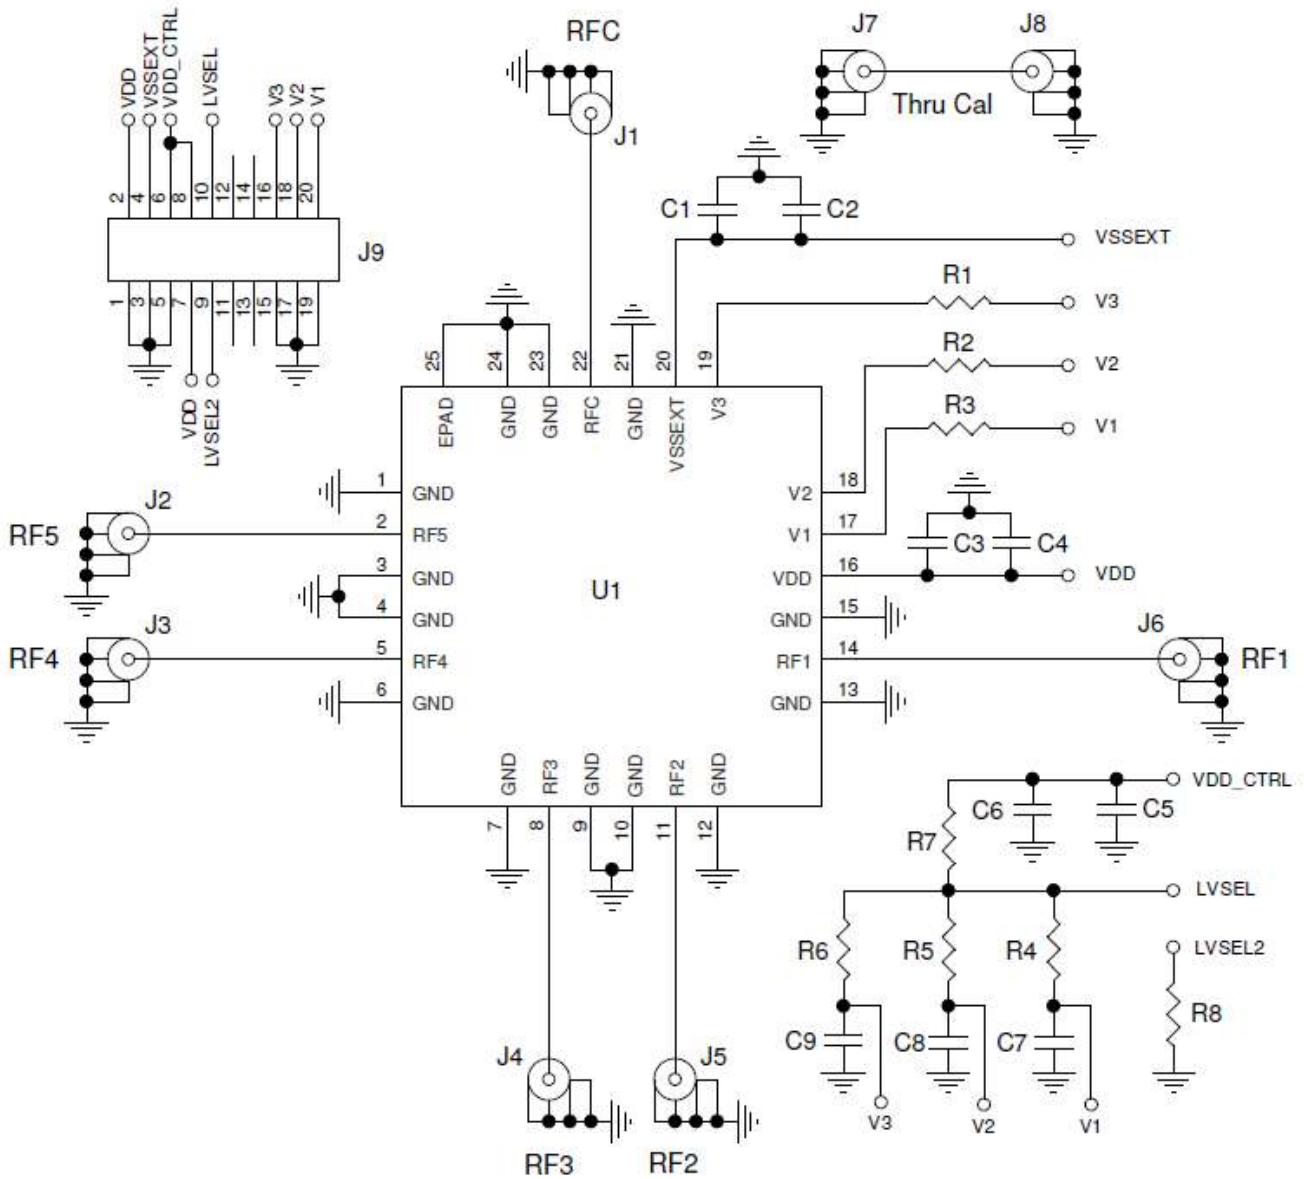 RFC
J7
J8
VDD
VSSEXT
VDD_CTRL
LVSEL
V3
V2
V1
Thru Cal
J1
2
4
6
8
10
12
14
16
18
20
J9
1
3
5
7
9
11
13
15
17
19
VDD
LVSEL2
C1
C2
VSSEXT
R1
V3
R2
V2
R3
V1
25
24
23
22
21
20
19
EPAD
GND
GND
RFC
GND
VSSEXT
V3
1
GND
V2
18
J2
RF5
2
RF5
V1
17
C3
C4
3
GND
U1
VDD
16
VDD
4
GND
GND
15
J3
J6
RF4
5
RF4
RF1
14
RF1
6
GND
GND
13
GND
RF3
GND
GND
RF2
GND
7
8
9
10
11
12
VDD_CTRL
C6
C5
R7
LVSEL
R6
R5
R4
LVSEL2
R8
C9
C8
C7
V3
V2
V1
J4
J5
RF3
RF2